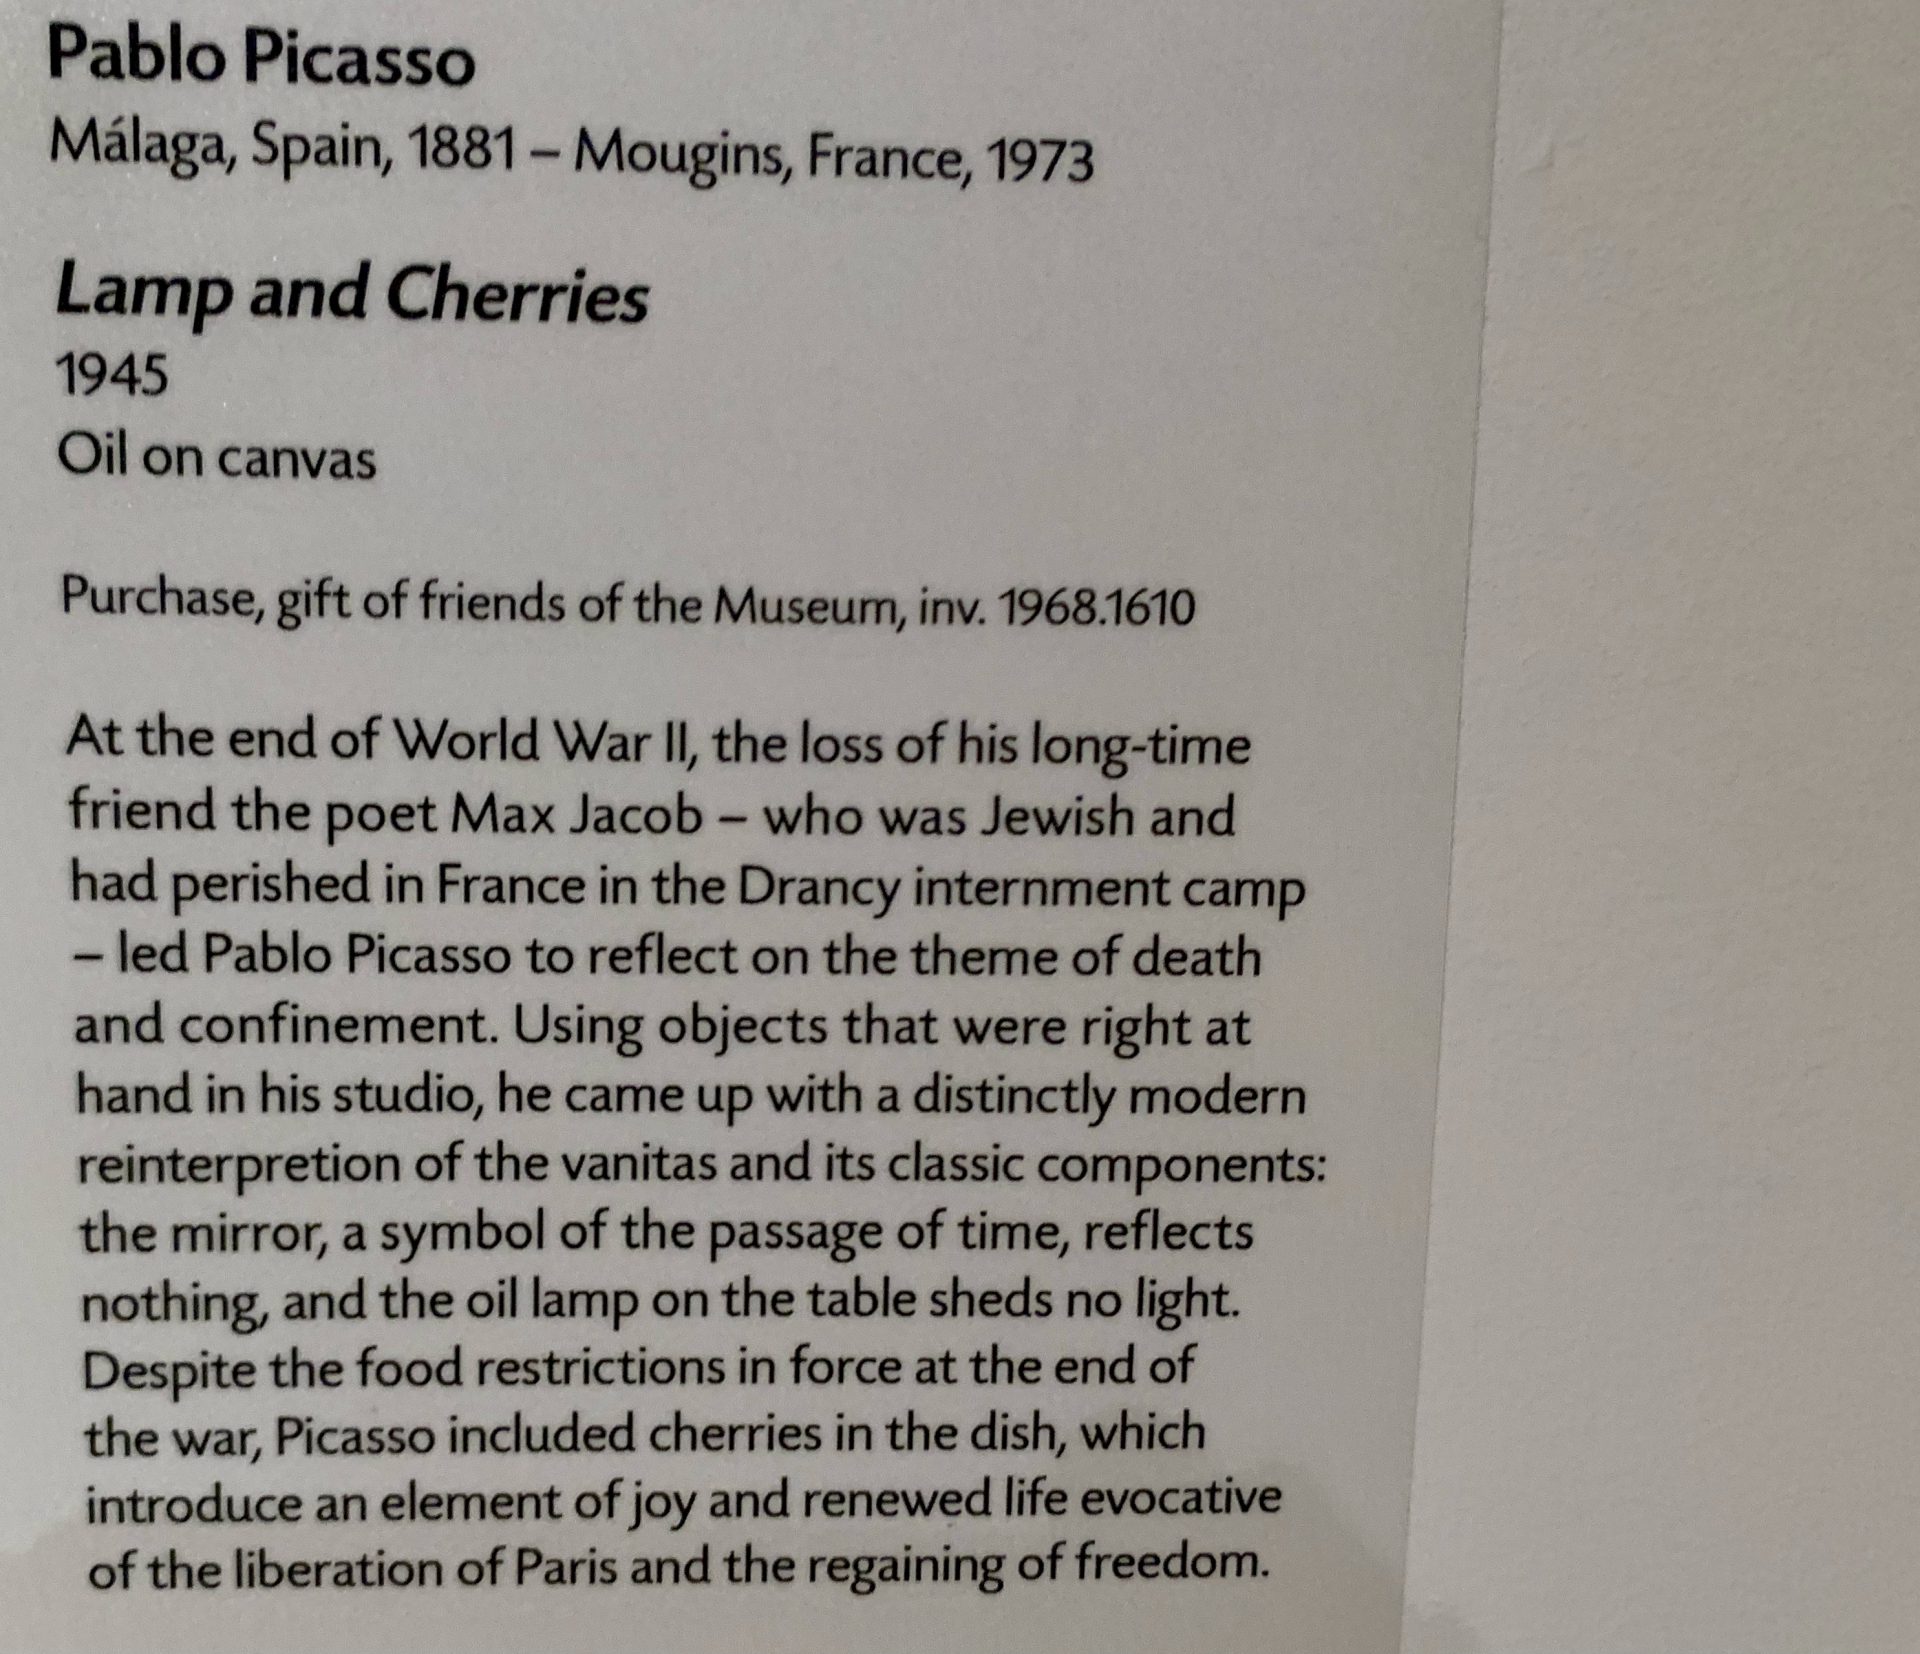 Pablo Picasso
Málaga, Spain, 1881 – Mougins, France, 1973
Lamp and Cherries
1945
Oil on canvas
Purchase, gift of friends of the Museum, inv. 1968.1610
At the end of World War II, the loss of his long-time
friend the poet Max Jacob – who was Jewish and
had perished in France in the Drancy internment camp
– led Pablo Picasso to reflect on the theme of death
and confinement. Using objects that were right at
hand in his studio, he came up with a distinctly modern
reinterpretion of the vanitas and its classic components:
the mirror, a symbol of the passage of time, reflects
nothing, and the oil lamp on the table sheds no light.
Despite the food restrictions in force at the end of
the war, Picasso included cherries in the dish, which
introduce an element of joy and renewed life evocative
of the liberation of Paris and the regaining of freedom.